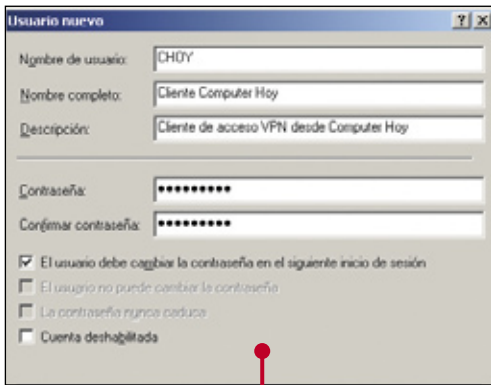 Usuario nuevo
Nombre de usuario: CHOY
Nombre completo: Cliente Computer Hoy
Descripción: Cliente de acceso VPN desde Computer Hoy
Contraseña: •••••••••
Confirmar contraseña: •••••••••
El usuario debe cambiar la contraseña en el siguiente inicio de sesión
El usuario no puede cambiar la contraseña
La contraseña nunca caduca
Cuenta deshabilitada